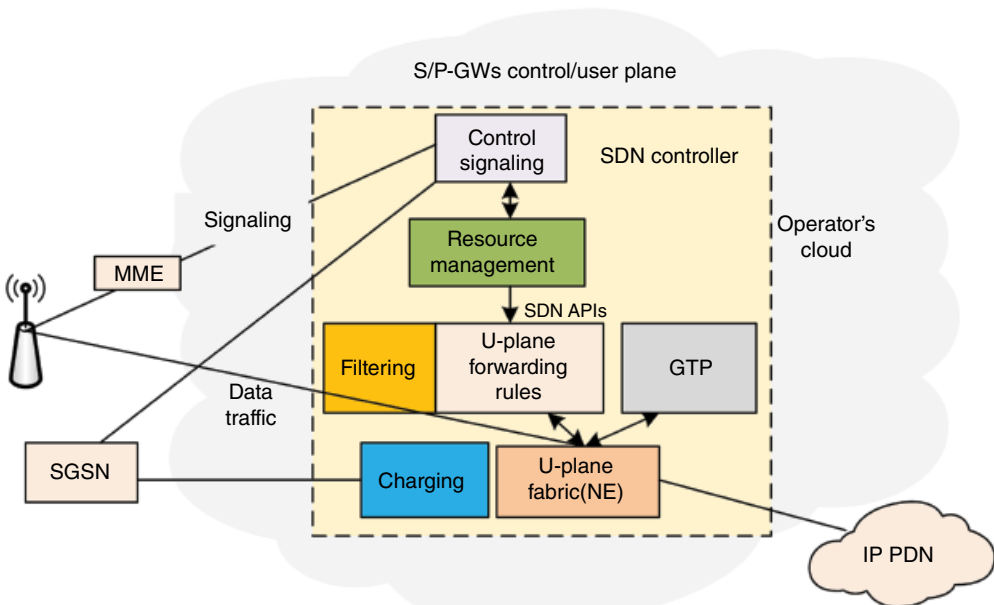 S/P-GWs control/user plane
Control
signaling
SDN controller
Signaling
Operator's
cloud
Resource
management
MME
SDN APIs
Filtering
U-plane
forwarding
rules
GTP
Data
traffic
SGSN
Charging
U-plane
fabric(NE)
IP PDN